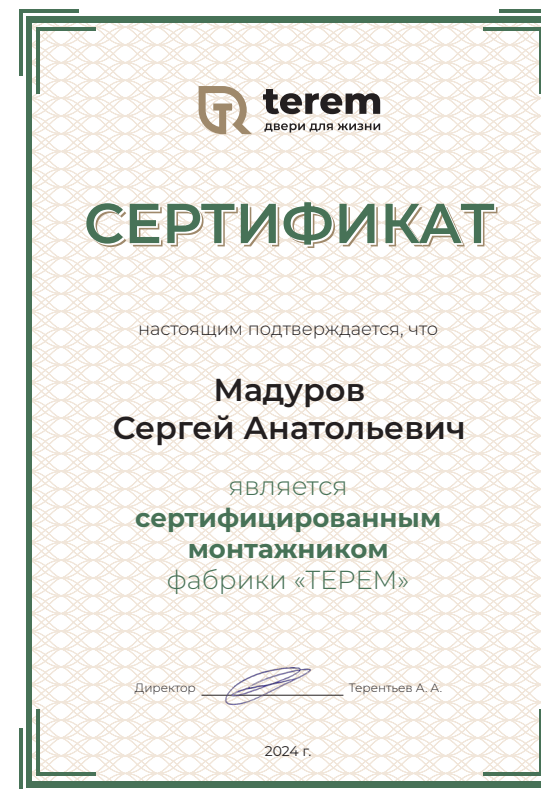 terem
двери для жизни
СЕРТИФИКАТ
настоящим подтверждается, что
Мадуров
Сергей Анатольевич
является
сертифицированным
монтажником
фабрики «ТЕРЕМ»
Директор Терентьев А. А.
2024 г.